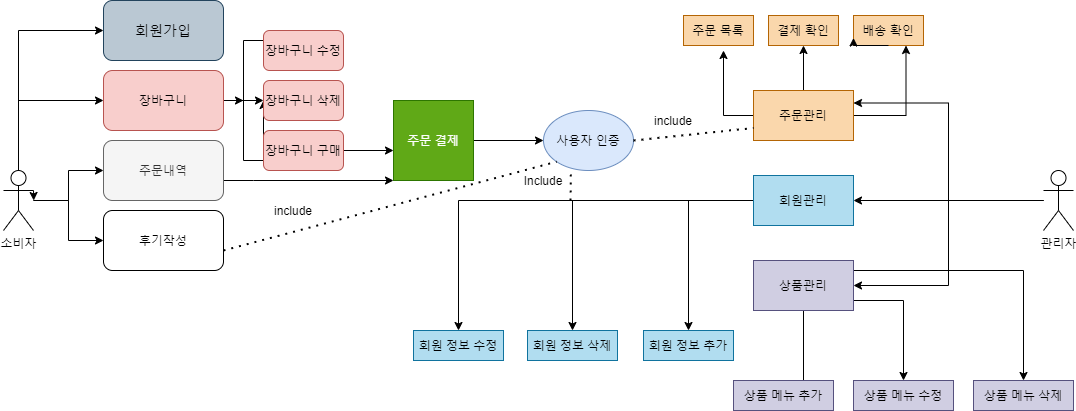 회원가입
장바구니
주문내역
후기작성
소비자
장바구니 수정
장바구니 삭제
장바구니 구매
주문 결제
사용자 인증
include
Include
include
주문 목록
결제 확인
배송 확인
주문관리
회원관리
상품관리
관리자
회원 정보 수정
회원 정보 삭제
회원 정보 추가
상품 메뉴 추가
상품 메뉴 수정
상품 메뉴 삭제